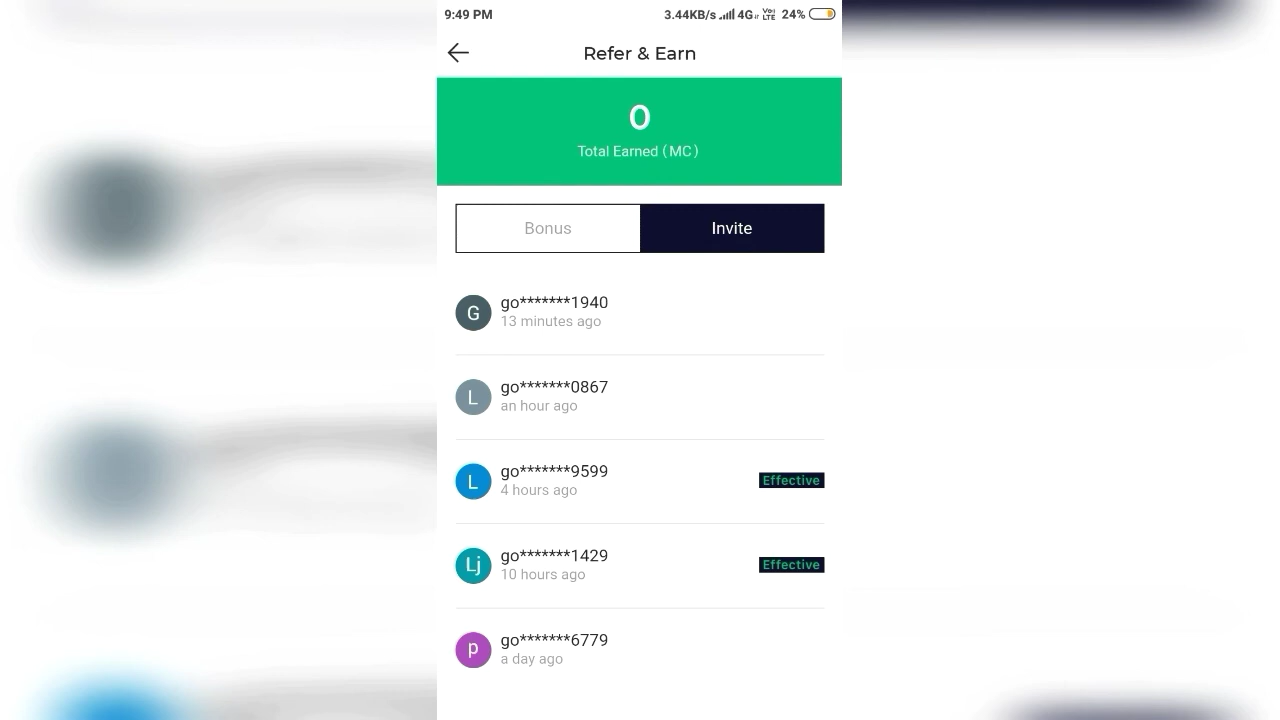 9:49 PM 3.44KB/s 4G VoLTE 24%
Refer & Earn
0
Total Earned (MC)
Bonus Invite
G go*******1940
13 minutes ago
L go*******0867
an hour ago
L go*******9599
4 hours ago Effective
Lj go*******1429
10 hours ago Effective
p go*******6779
a day ago